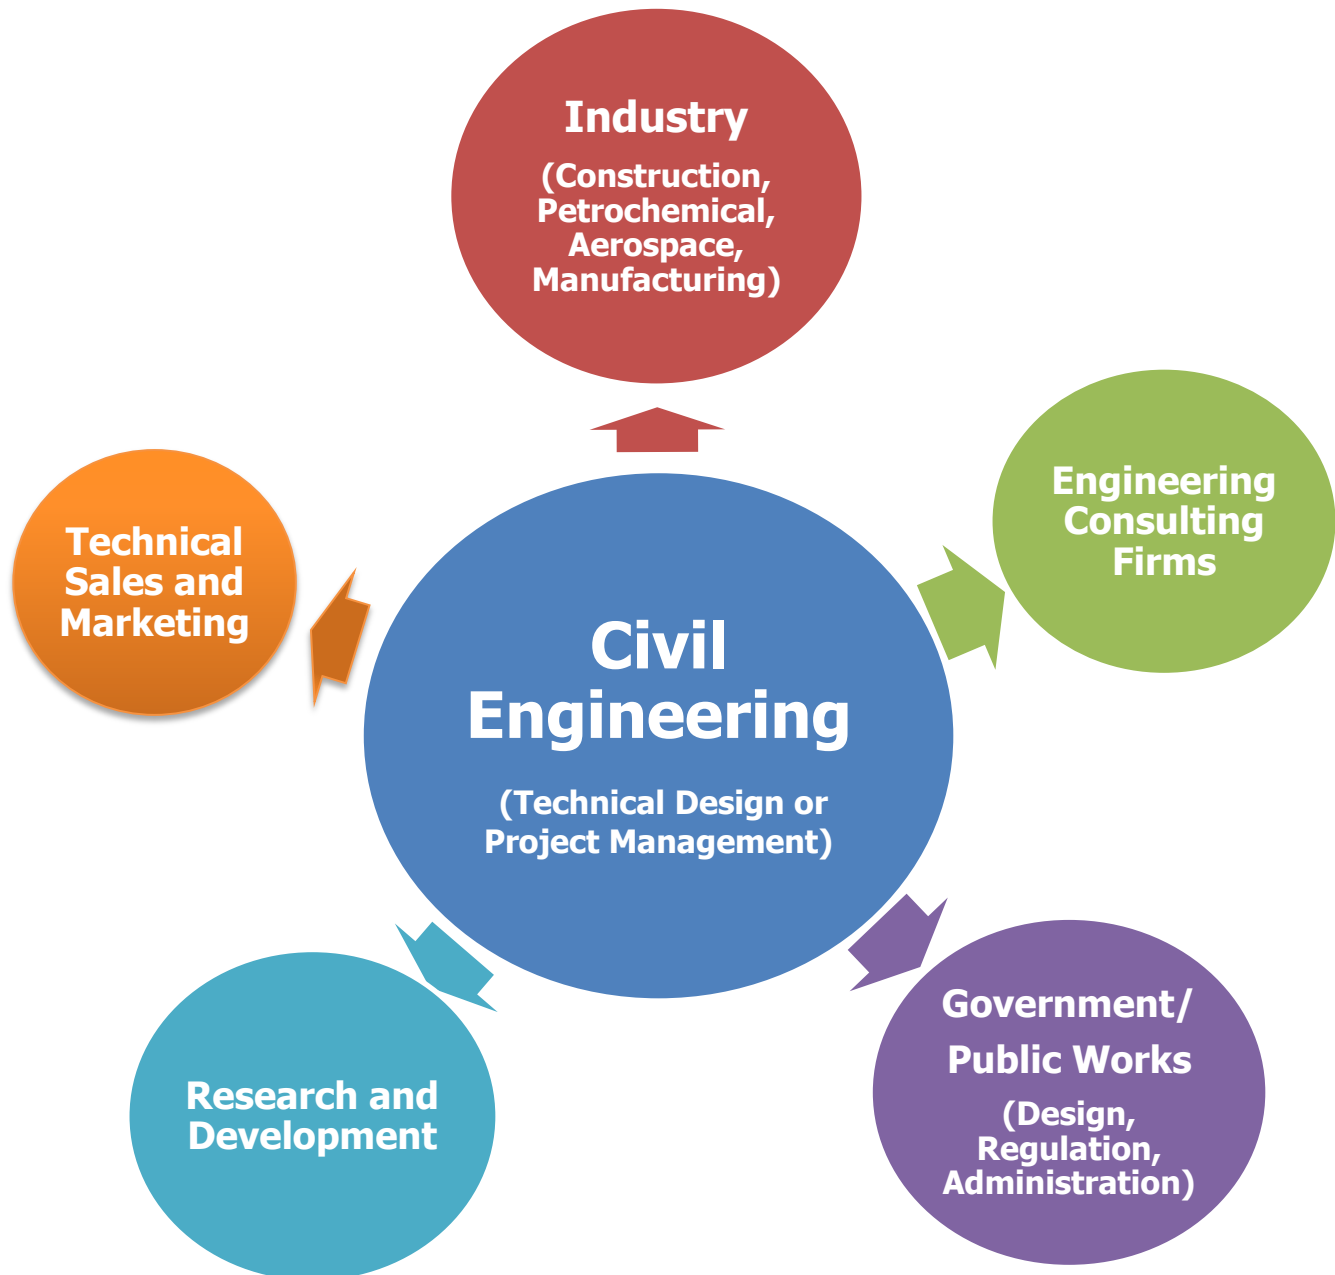 Industry
(Construction,
Petrochemical,
Aerospace,
Manufacturing)
Engineering
Consulting
Firms
Technical
Sales and
Marketing
Civil
Engineering
(Technical Design or
Project Management)
Government/
Public Works
(Design,
Regulation,
Administration)
Research and
Development